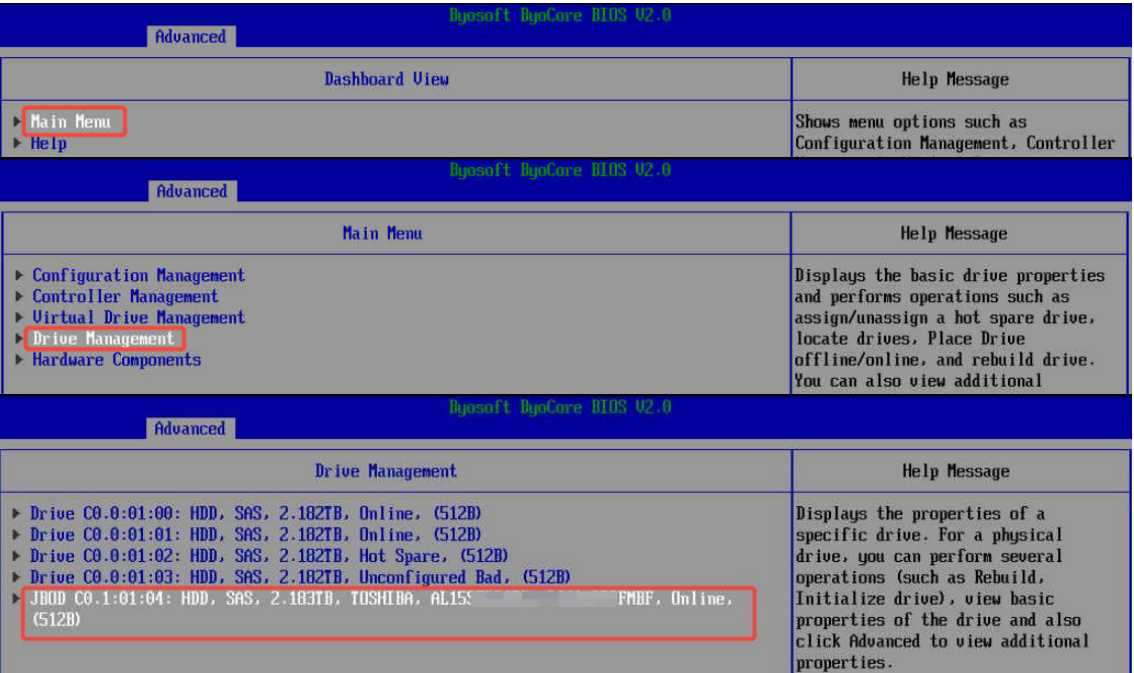 Byosoft ByoCore BIOS V2.0
Advanced
Dashboard View
Help Message
Main Menu
Help
Shows menu options such as
Configuration Management, Controller
Byosoft ByoCore BIOS V2.0
Advanced
Main Menu
Help Message
Configuration Management
Controller Management
Virtual Drive Management
Drive Management
Hardware Components
Displays the basic drive properties
and performs operations such as
assign/unassign a hot spare drive,
locate drives, Place Drive
offline/online, and rebuild drive.
You can also view additional
Byosoft ByoCore BIOS V2.0
Advanced
Drive Management
Help Message
Drive C0.0:01:00: HDD, SAS, 2.182TB, Online, (512B)
Drive C0.0:01:01: HDD, SAS, 2.182TB, Online, (512B)
Drive C0.0:01:02: HDD, SAS, 2.182TB, Hot Spare, (512B)
Drive C0.0:01:03: HDD, SAS, 2.182TB, Unconfigured Bad, (512B)
JBOD C0.1:01:04: HDD, SAS, 2.183TB, TOSHIBA, FMBF, Online,
(512B)
Displays the properties of a
specific drive. For a physical
drive, you can perform several
operations (such as Rebuild,
Initialize drive), view basic
properties of the drive and also
click Advanced to view additional
properties.